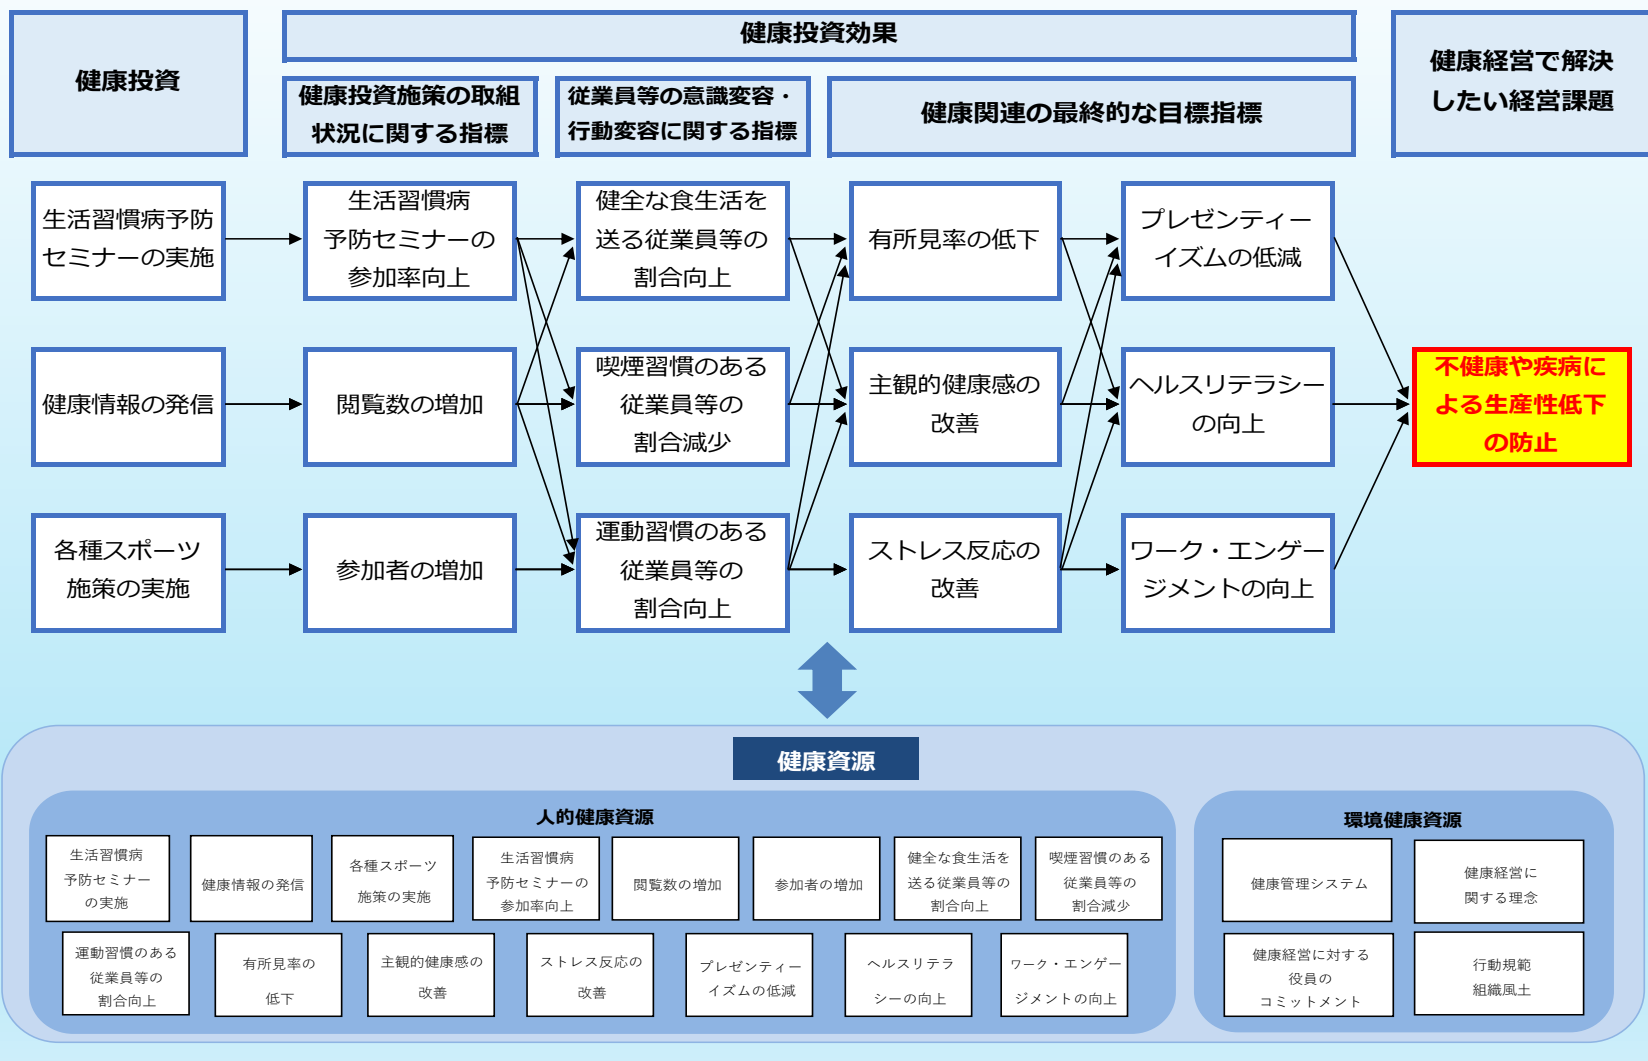 健康投資
健康投資効果
健康経営で解決
したい経営課題
健康投資施策の取組
状況に関する指標
従業員等の意識変容・
行動変容に関する指標
健康関連の最終的な目標指標
生活習慣病予防
セミナーの実施
生活習慣病
予防セミナーの
参加率向上
健全な食生活を
送る従業員等の
割合向上
有所見率の低下
プレゼンティー
イズムの低減
健康情報の発信
閲覧数の増加
喫煙習慣のある
従業員等の
割合減少
主観的健康感の
改善
ヘルスリテラシー
の向上
不健康や疾病に
よる生産性低下
の防止
各種スポーツ
施策の実施
参加者の増加
運動習慣のある
従業員等の
割合向上
ストレス反応の
改善
ワーク・エンゲー
ジメントの向上
健康資源
人的健康資源
生活習慣病
予防セミナー
の実施
健康情報の発信
各種スポーツ
施策の実施
生活習慣病
予防セミナーの
参加率向上
閲覧数の増加
参加者の増加
健全な食生活を
送る従業員等の
割合向上
喫煙習慣のある
従業員等の
割合減少
運動習慣のある
従業員等の
割合向上
有所見率の
低下
主観的健康感の
改善
ストレス反応の
改善
プレゼンティー
イズムの低減
ヘルスリテラ
シーの向上
ワーク・エンゲー
ジメントの向上
環境健康資源
健康管理システム
健康経営に
関する理念
健康経営に対する
役員の
コミットメント
行動規範
組織風土